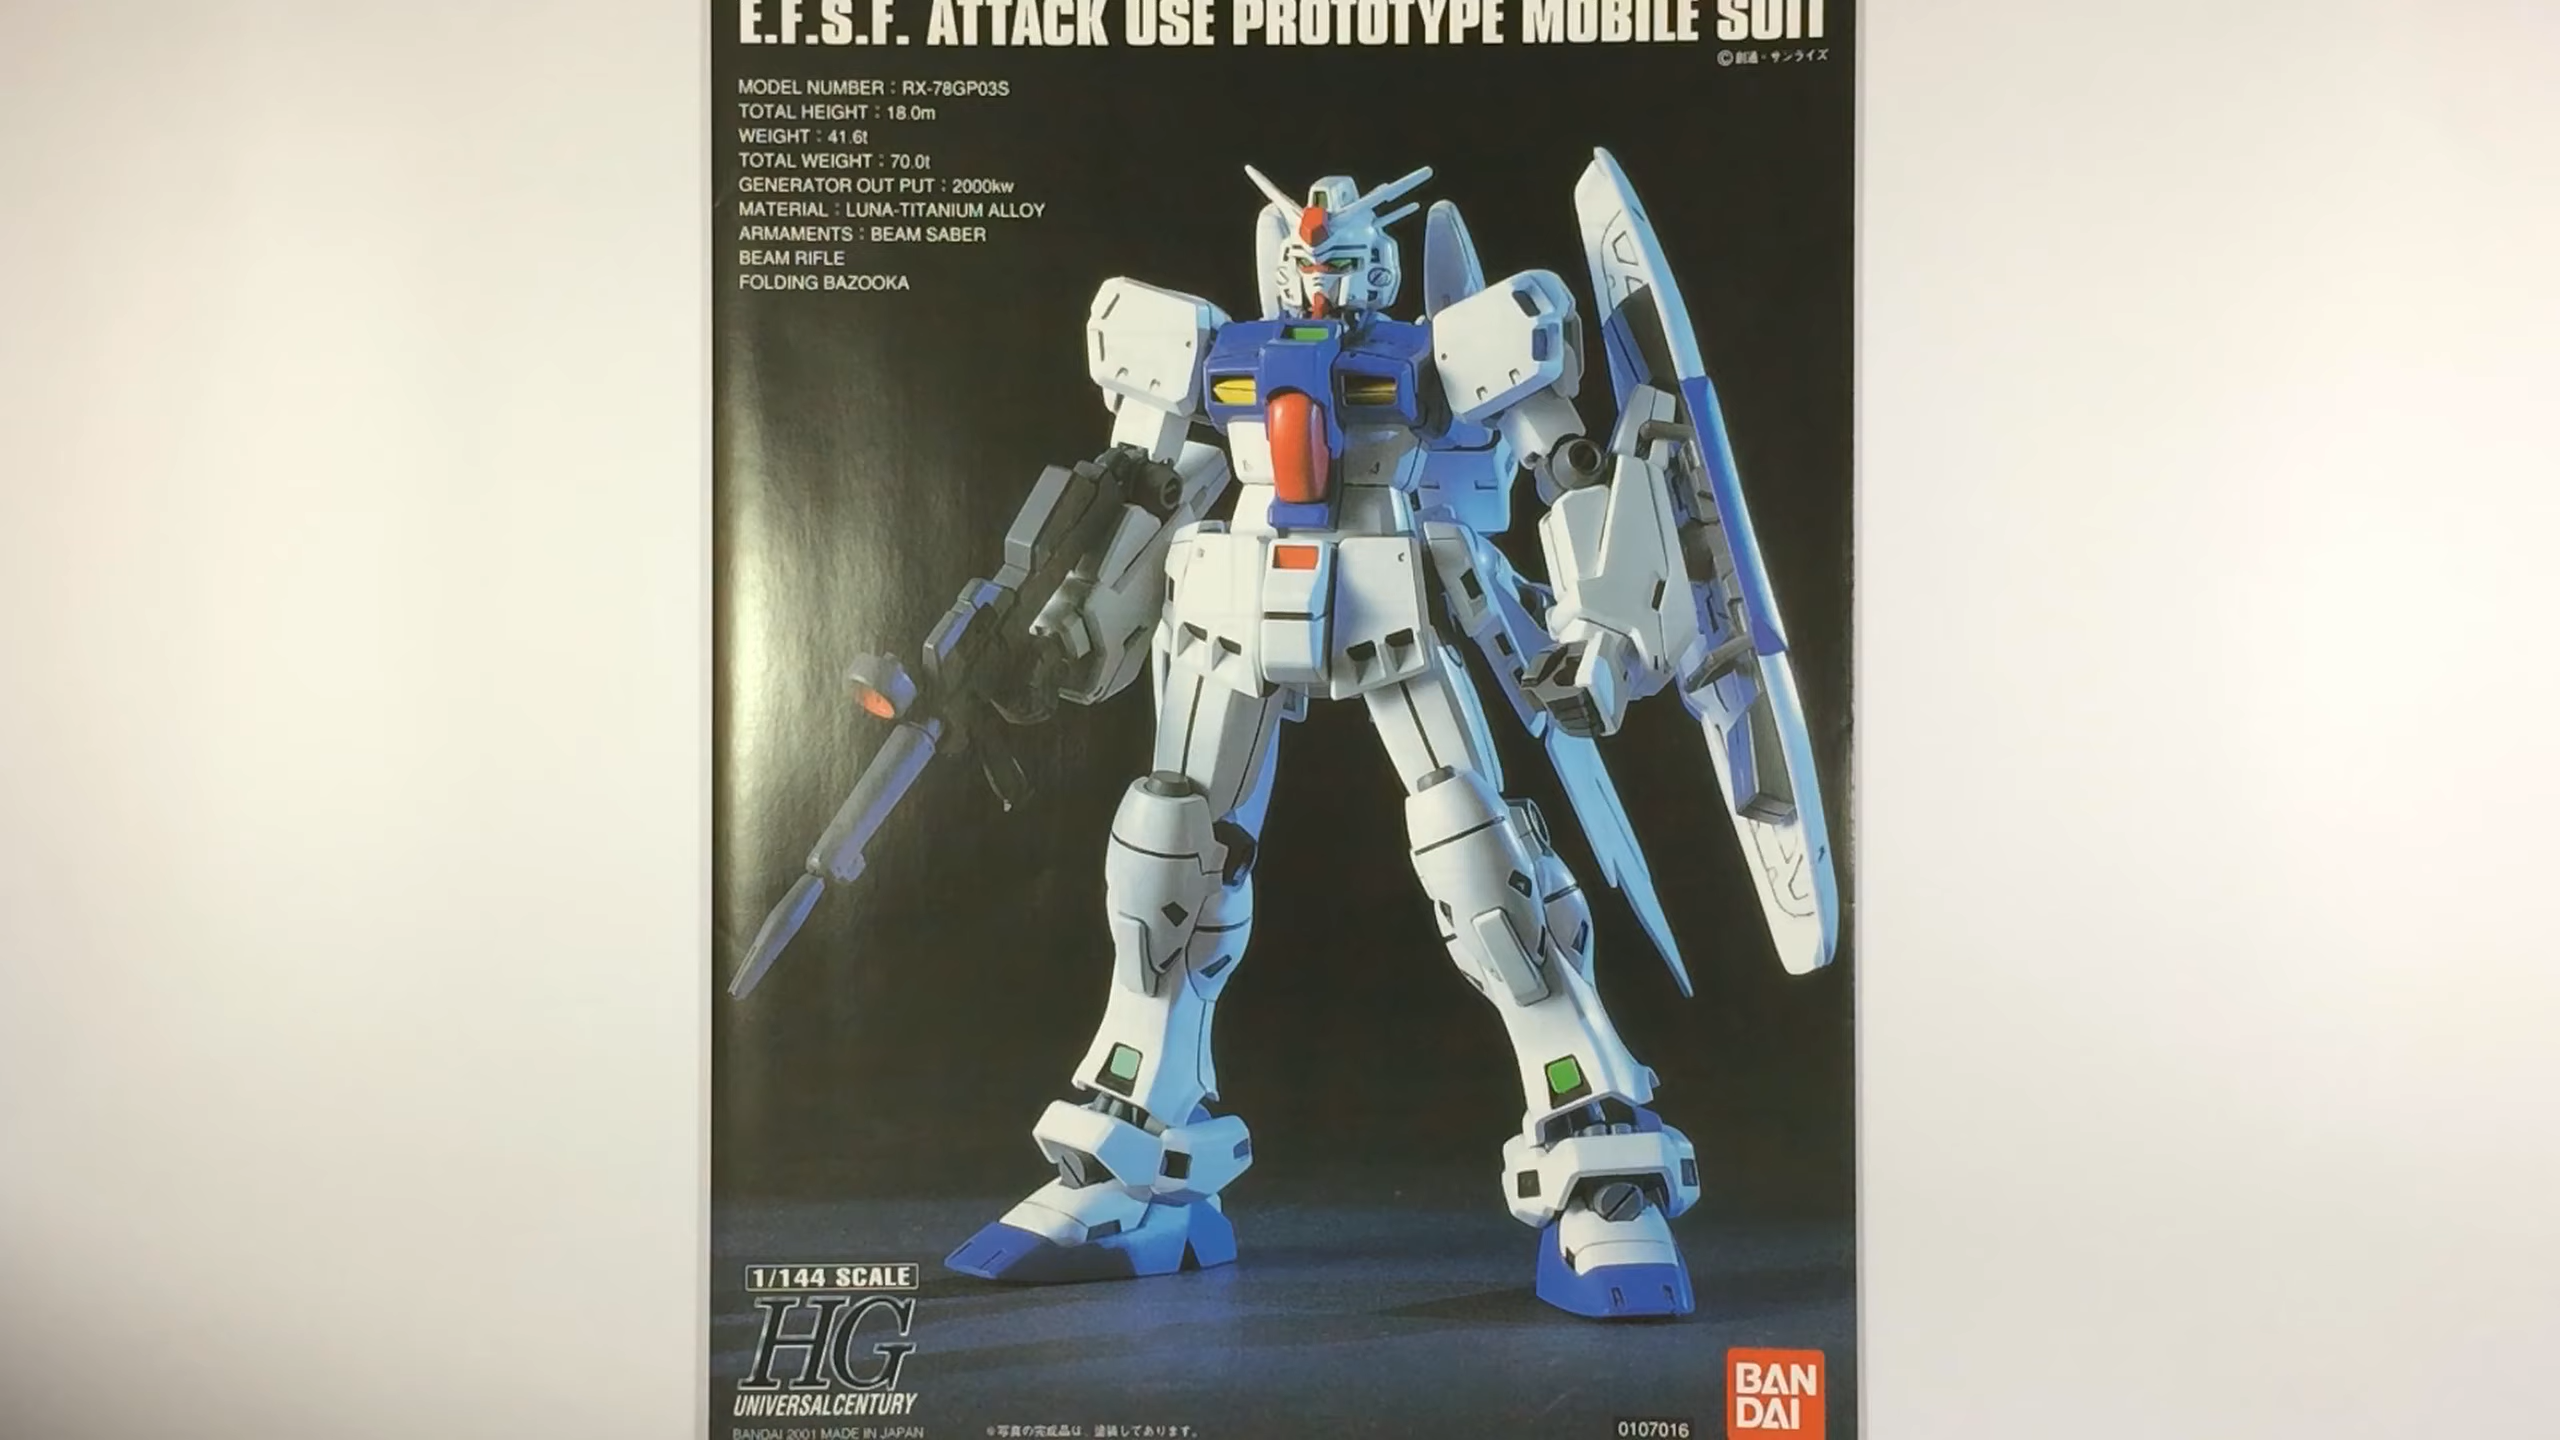 E.F.S.F. ATTACK USE PROTOTYPE MOBILE SUIT
©創通・サンライズ
MODEL NUMBER : RX-78GP03S
TOTAL HEIGHT : 18.0m
WEIGHT : 41.6t
TOTAL WEIGHT : 70.0t
GENERATOR OUT PUT : 2000kw
MATERIAL : LUNA-TITANIUM ALLOY
ARMAMENTS : BEAM SABER
BEAM RIFLE
FOLDING BAZOOKA
1/144 SCALE
HG
UNIVERSAL CENTURY
BANDAI 2001 MADE IN JAPAN
※写真の完成品は、塗装してあります。
0107016
BAN
DAI